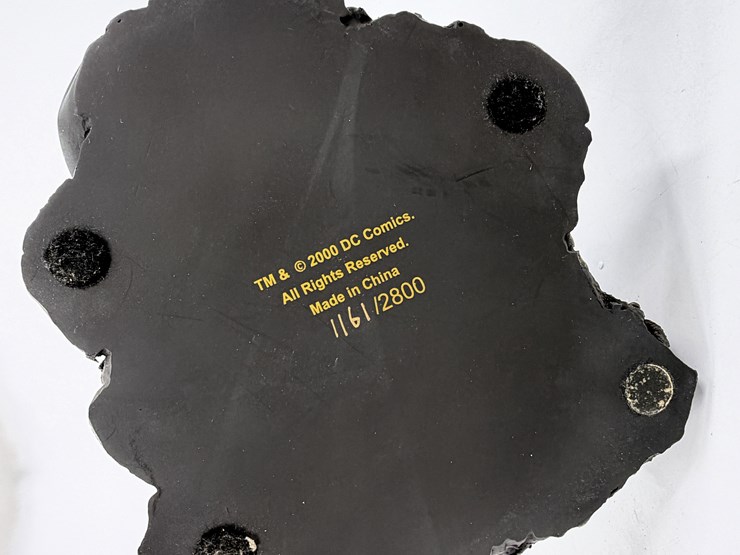 TM & © 2000 DC Comics.
All Rights Reserved.
Made in China
1161/2800